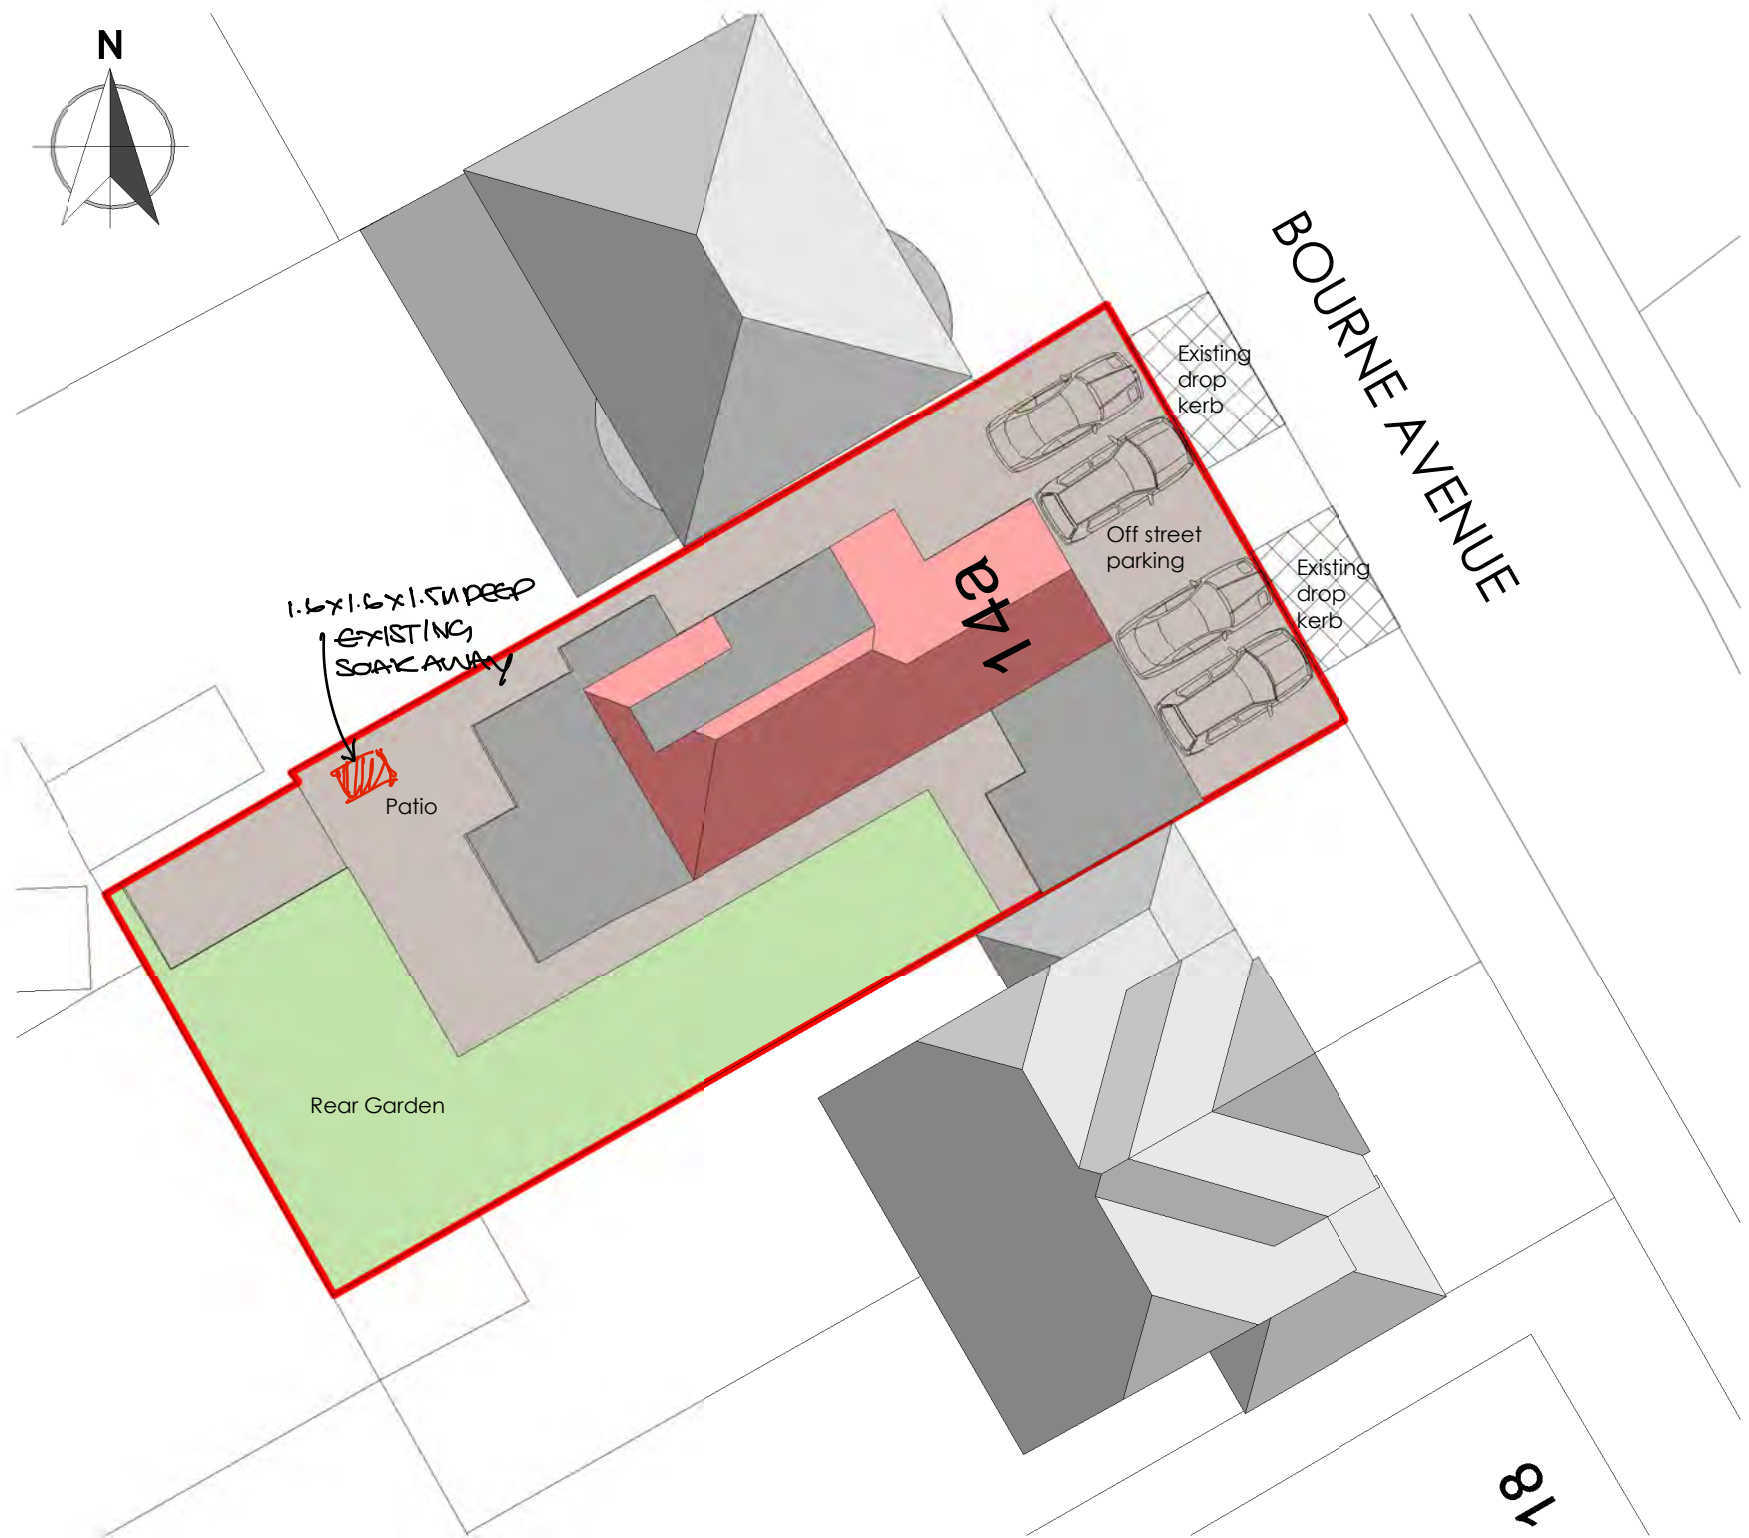 N
BOURNE AVENUE
Existing
drop
kerb
Off street
parking
Existing
drop
kerb
14a
1.6x1.6x1.5M DEEP
EXISTING
SOAKAWAY
Patio
Rear Garden
18